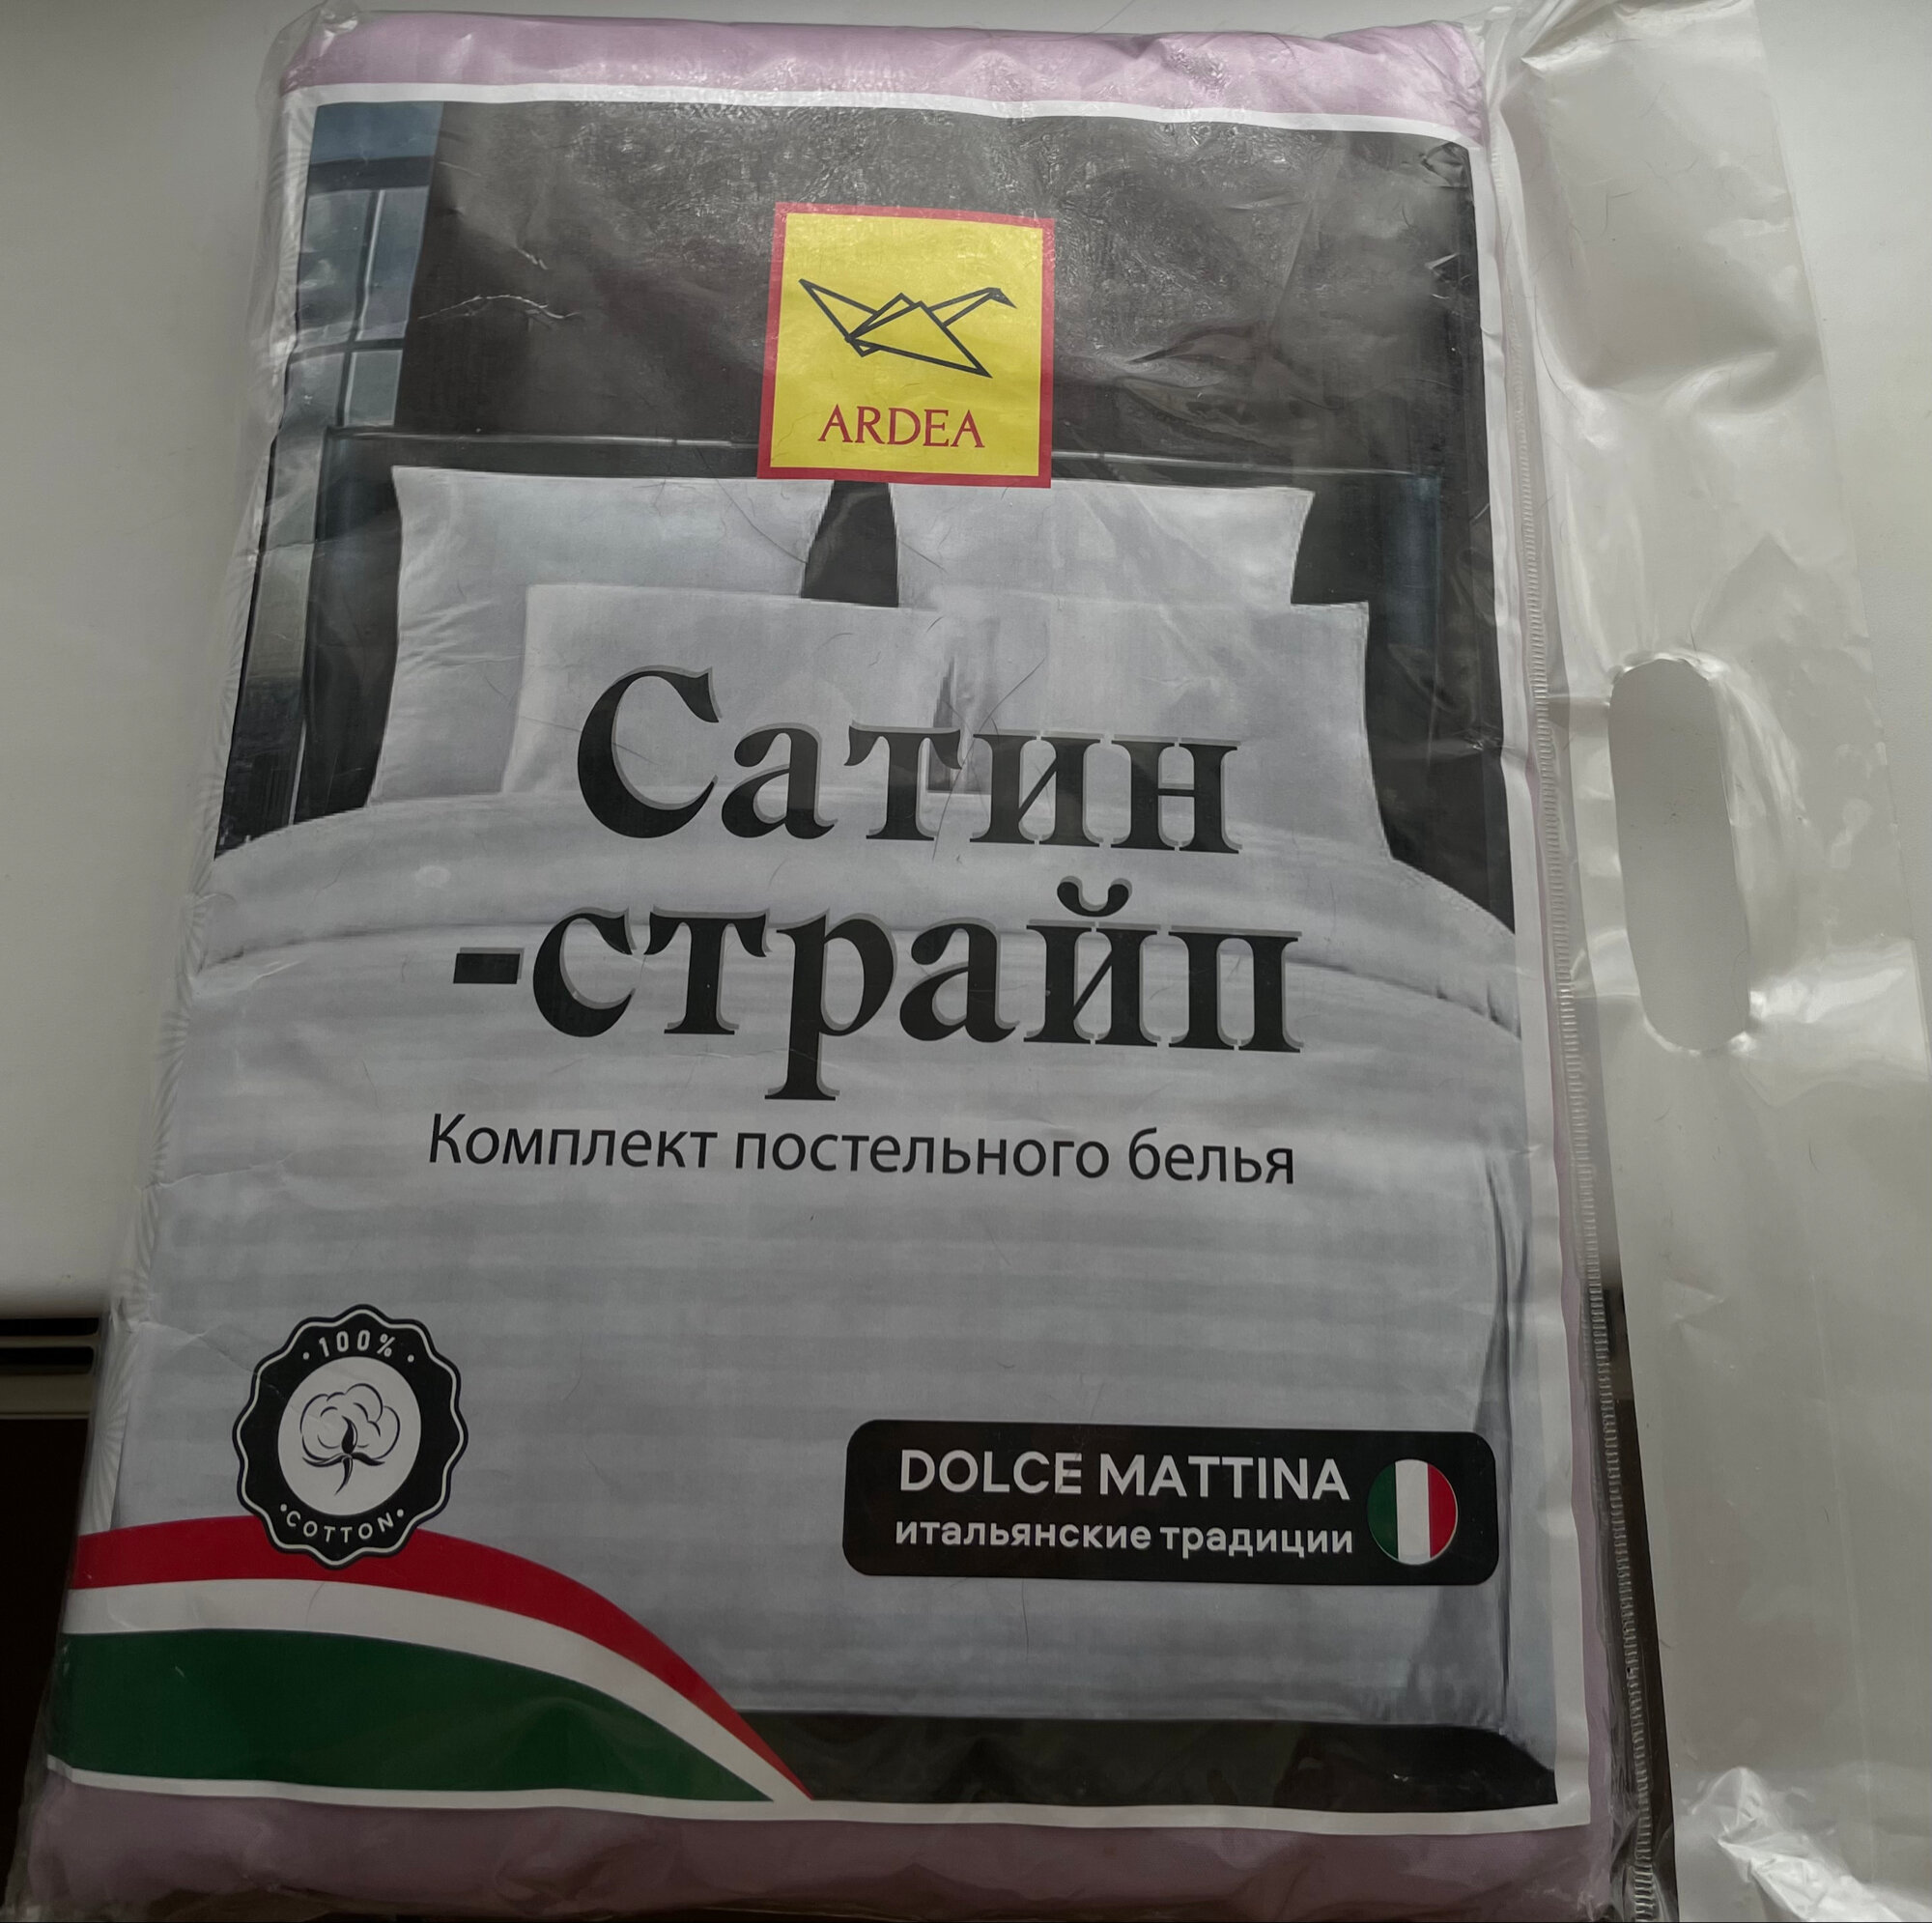 ARDEA
Сатин
-страйп
Комплект постельного белья
100%
COTTON
DOLCE MATTINA
итальянские традиции